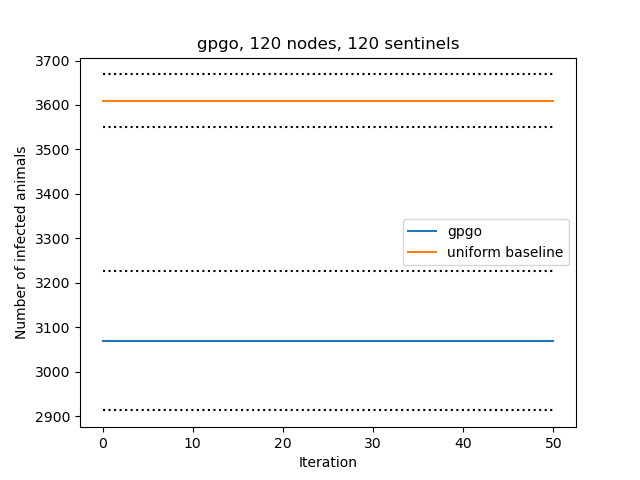 gpgo, 120 nodes, 120 sentinels
Number of infected animals
3700
3600
3500
3400
3300
3200
3100
3000
2900
gpgo
uniform baseline
0 10 20 30 40 50
Iteration